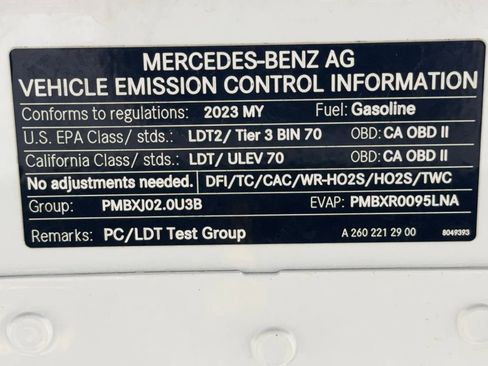 MERCEDES-BENZ AG
VEHICLE EMISSION CONTROL INFORMATION
Conforms to regulations: 2023 MY Fuel: Gasoline
U.S. EPA Class/ stds.: LDT2/ Tier 3 BIN 70 OBD: CA OBD II
California Class/ stds.: LDT/ ULEV 70 OBD: CA OBD II
No adjustments needed. DFI/TC/CAC/WR-HO2S/HO2S/TWC
Group: PMBXJ02.0U3B EVAP: PMBXR0095LNA
Remarks: PC/LDT Test Group A 260 221 29 00 8049393